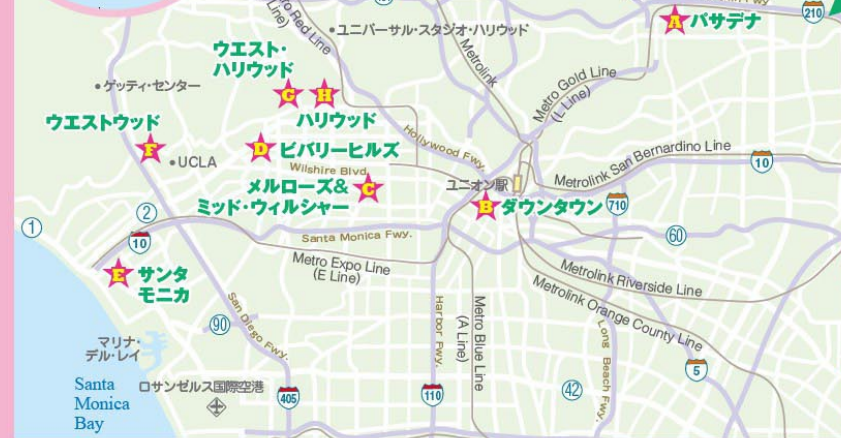 Line)
o Red Line
ユニバーサル・スタジオ・ハリウッド
A
パサデナ
Fwy
210
ウエスト・
ハリウッド
Metrolink
Metro Gold Line
(L Line)
ゲッティ・センター
G
H
ハリウッド
ウエストウッド
F
UCLA
D
ビバリーヒルズ
Hollywood Fwy.
Metrolink San Bernardino Line
10
Wilshire Blvd.
メルローズ&
ミッド・ウィルシャー
C
ユニオン駅
B
ダウンタウン
710
1
2
10
Santa Monica Fwy.
60
Metro Expo Line
(E Line)
E
サンタ
モニカ
Metrolink Riverside Line
Metrolink Orange County Line
San Diego Fwy.
90
Harbor Fwy.
Metro Blue Line
(A Line)
Long Beach Fwy.
マリナ・
デル・レイ
5
Santa
Monica
Bay
ロサンゼルス国際空港
405
110
42